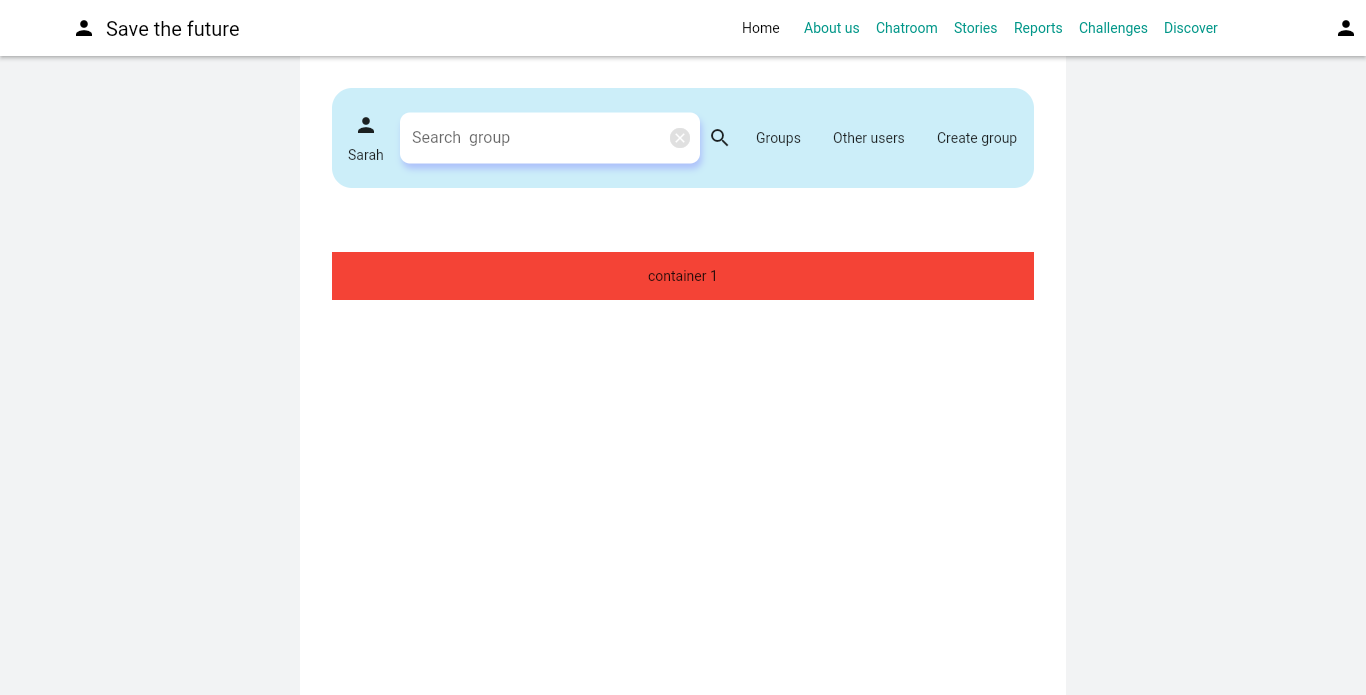 Save the future
Home About us Chatroom Stories Reports Challenges Discover
Search group Groups Other users Create group
Sarah
container 1